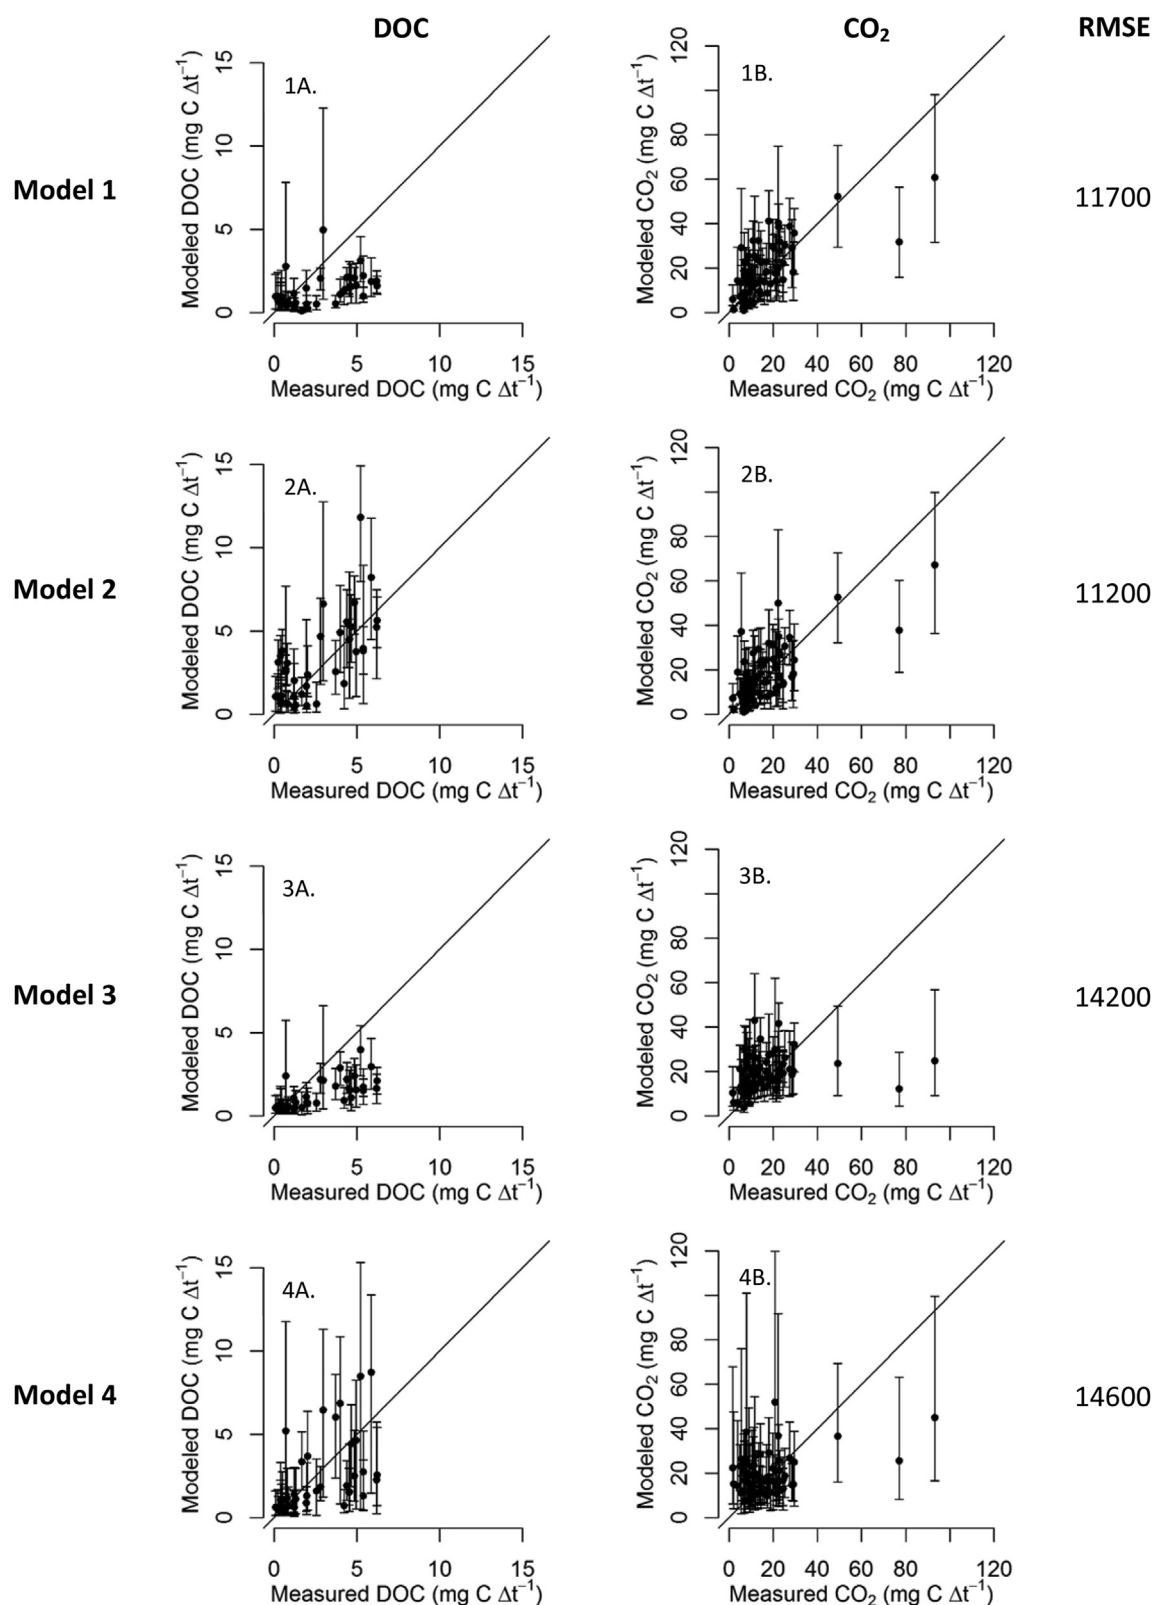 DOC CO₂ RMSE
Model 1
1A.
Modeled DOC (mg C Δt⁻¹)
0 5 10 15
0 5 10 15
Measured DOC (mg C Δt⁻¹)
1B.
Modeled CO₂ (mg C Δt⁻¹)
0 20 40 60 80 120
0 20 40 60 80 120
Measured CO₂ (mg C Δt⁻¹)
11700
Model 2
2A.
Modeled DOC (mg C Δt⁻¹)
0 5 10 15
0 5 10 15
Measured DOC (mg C Δt⁻¹)
2B.
Modeled CO₂ (mg C Δt⁻¹)
0 20 40 60 80 120
0 20 40 60 80 120
Measured CO₂ (mg C Δt⁻¹)
11200
Model 3
3A.
Modeled DOC (mg C Δt⁻¹)
0 5 10 15
0 5 10 15
Measured DOC (mg C Δt⁻¹)
3B.
Modeled CO₂ (mg C Δt⁻¹)
0 20 40 60 80 120
0 20 40 60 80 120
Measured CO₂ (mg C Δt⁻¹)
14200
Model 4
4A.
Modeled DOC (mg C Δt⁻¹)
0 5 10 15
0 5 10 15
Measured DOC (mg C Δt⁻¹)
4B.
Modeled CO₂ (mg C Δt⁻¹)
0 20 40 60 80 120
0 20 40 60 80 120
Measured CO₂ (mg C Δt⁻¹)
14600